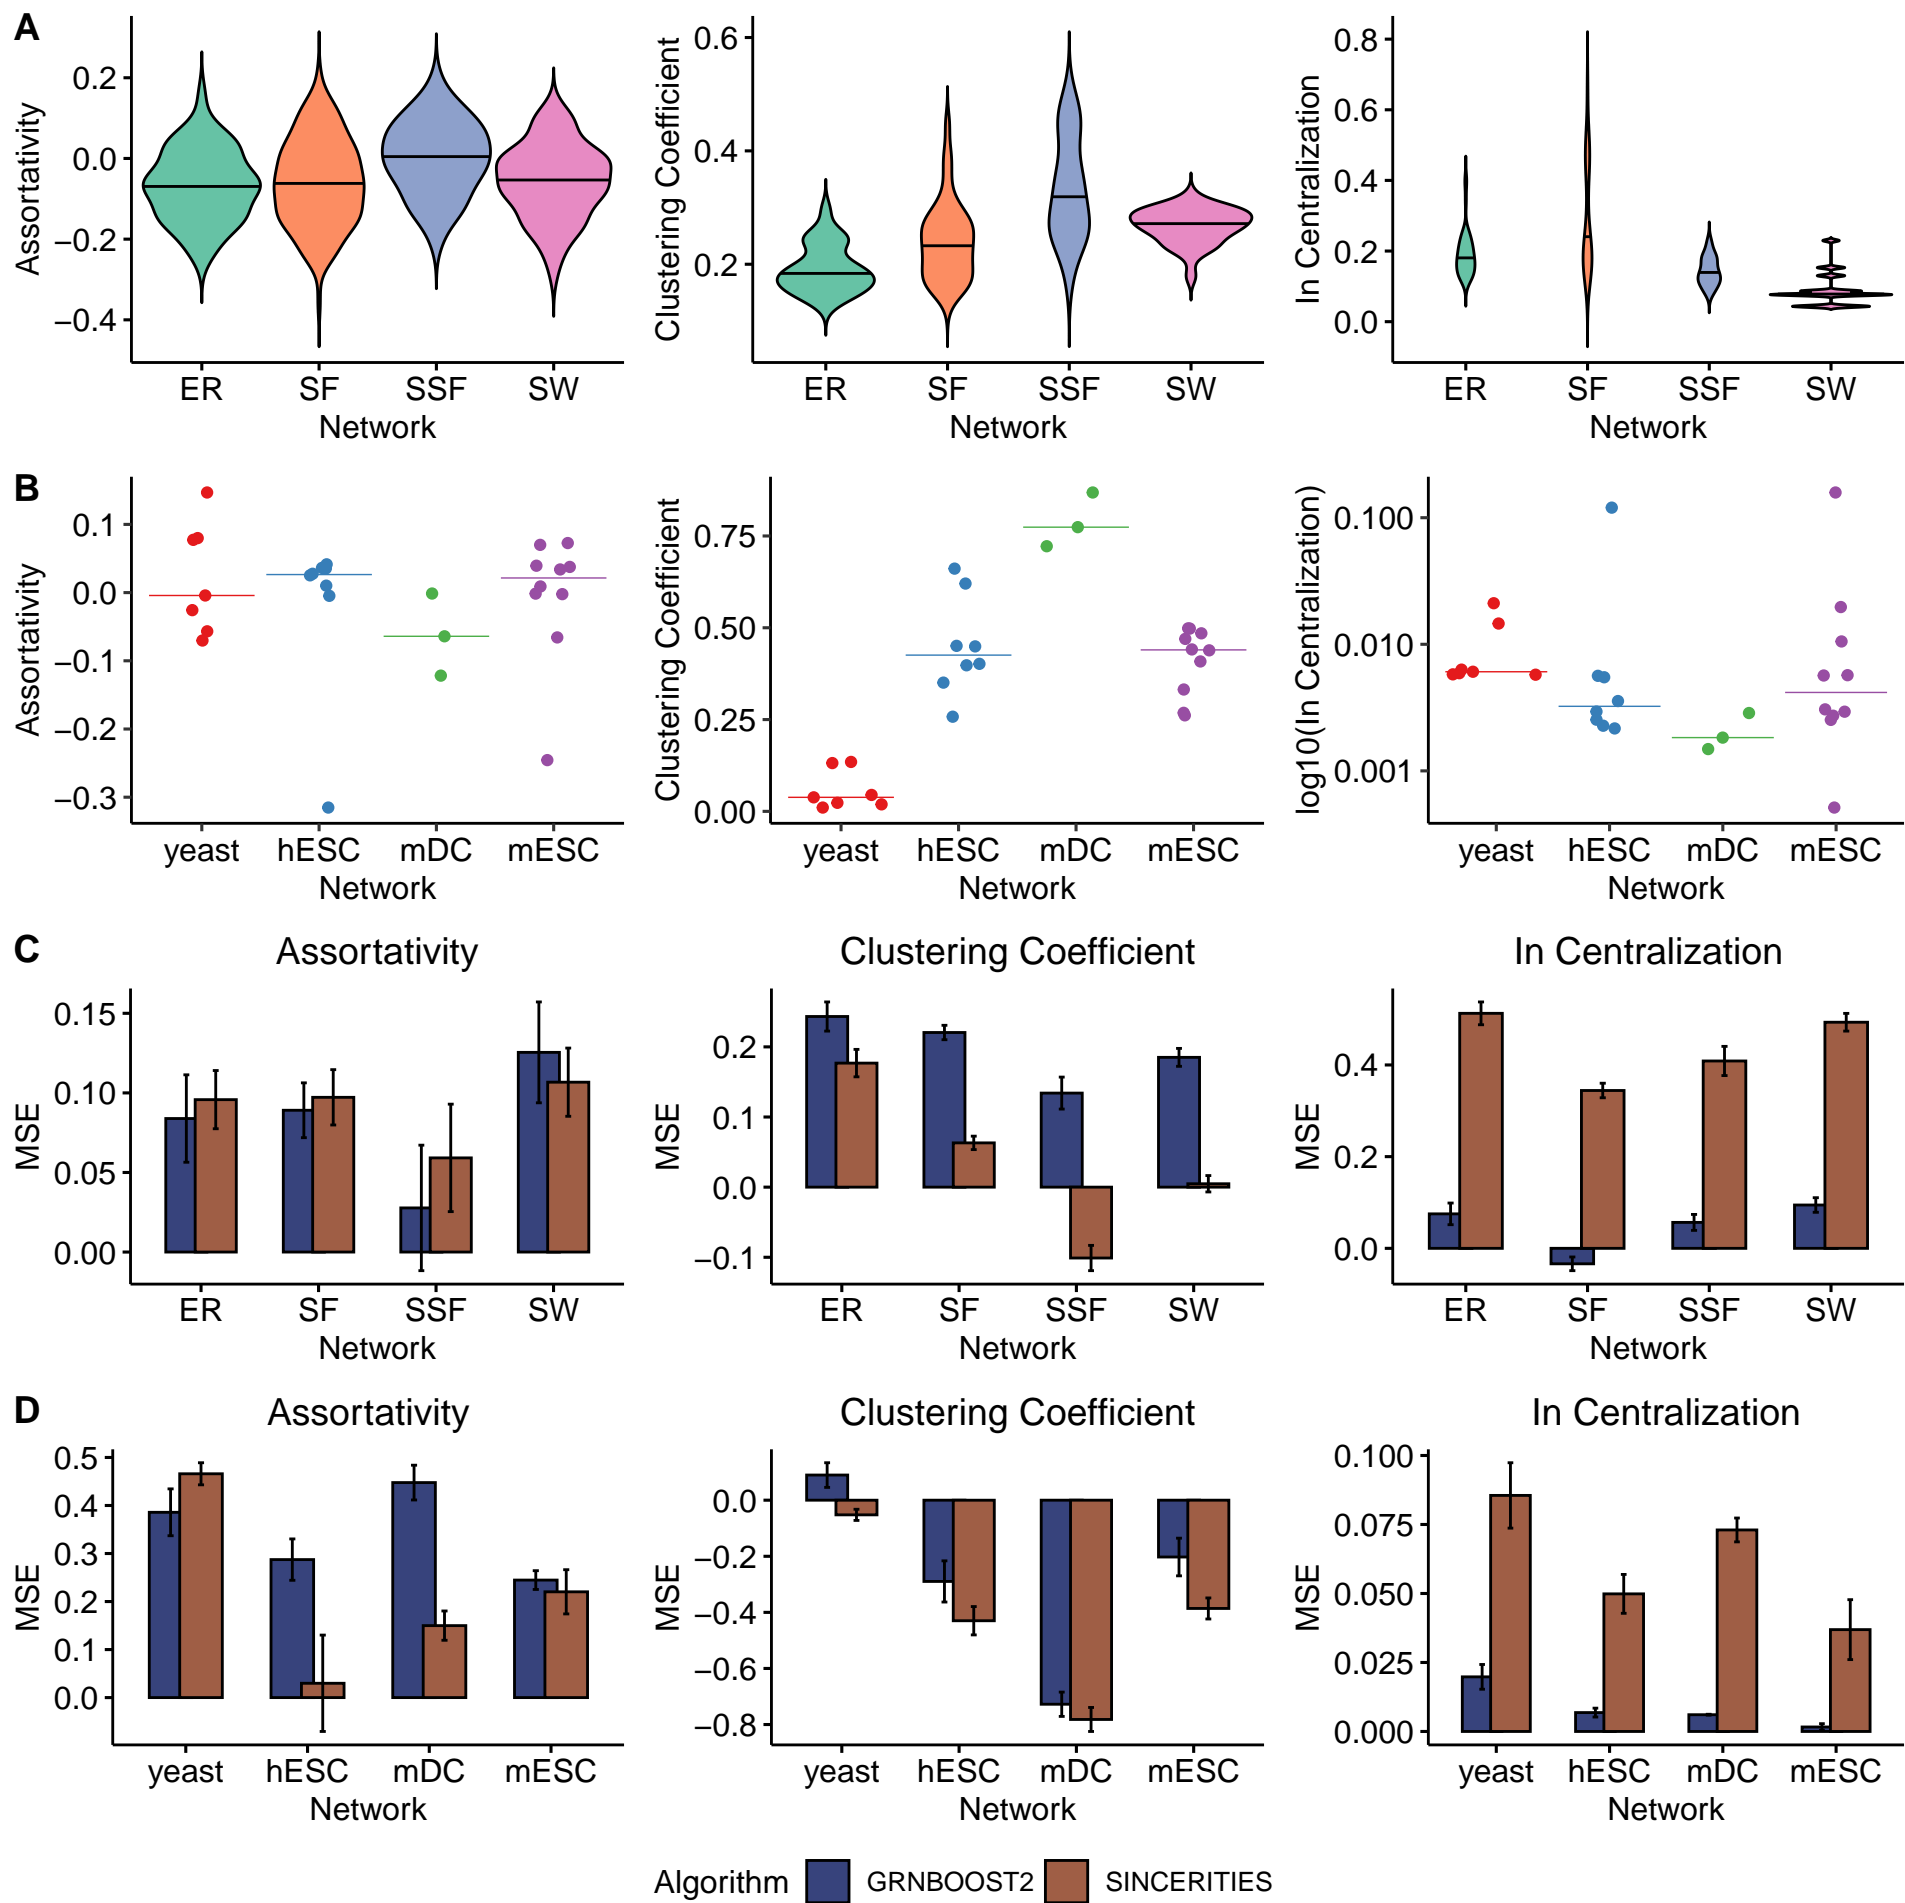 A
Assortativity
0.2
0.0
−0.2
−0.4
ER SF SSF SW
Network
Clustering Coefficient
0.6
0.4
0.2
ER SF SSF SW
Network
In Centralization
0.8
0.6
0.4
0.2
0.0
ER SF SSF SW
Network
B
Assortativity
0.1
0.0
−0.1
−0.2
−0.3
yeast hESC mDC mESC
Network
Clustering Coefficient
0.75
0.50
0.25
0.00
yeast hESC mDC mESC
Network
log10(In Centralization)
0.100
0.010
0.001
yeast hESC mDC mESC
Network
C
Assortativity
MSE
0.15
0.10
0.05
0.00
ER SF SSF SW
Network
Clustering Coefficient
MSE
0.2
0.1
0.0
−0.1
ER SF SSF SW
Network
In Centralization
MSE
0.4
0.2
0.0
ER SF SSF SW
Network
D
Assortativity
MSE
0.5
0.4
0.3
0.2
0.1
0.0
yeast hESC mDC mESC
Network
Clustering Coefficient
MSE
0.0
−0.2
−0.4
−0.6
−0.8
yeast hESC mDC mESC
Network
In Centralization
MSE
0.100
0.075
0.050
0.025
0.000
yeast hESC mDC mESC
Network
Algorithm GRNBOOST2 SINCERITIES